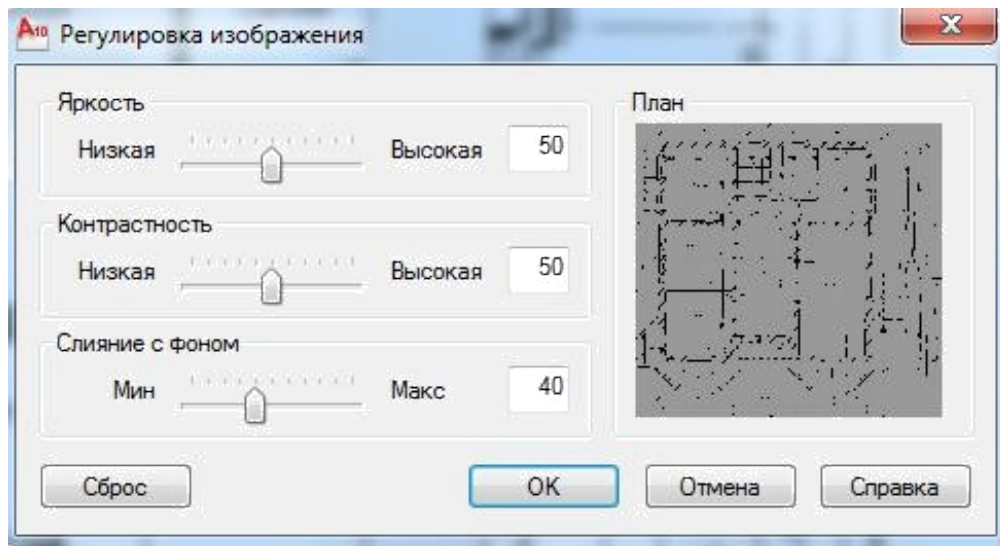 A10 Регулировка изображения
Яркость
Низкая Высокая 50
Контрастность
Низкая Высокая 50
Слияние с фоном
Мин Макс 40
План
Сброс OK Отмена Справка